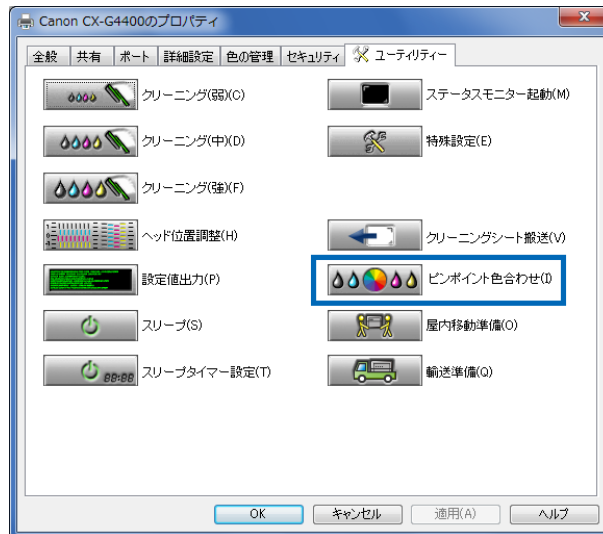 Canon CX-G4400のプロパティ
全般 共有 ポート 詳細設定 色の管理 セキュリティ ユーティリティー
クリーニング(弱)(C)
ステータスモニター起動(M)
クリーニング(中)(D)
特殊設定(E)
クリーニング(強)(F)
ヘッド位置調整(H)
クリーニングシート搬送(V)
設定値出力(P)
ピンポイント色合わせ(I)
スリープ(S)
屋内移動準備(O)
88:88 スリープタイマー設定(T)
輸送準備(Q)
OK キャンセル 適用(A) ヘルプ